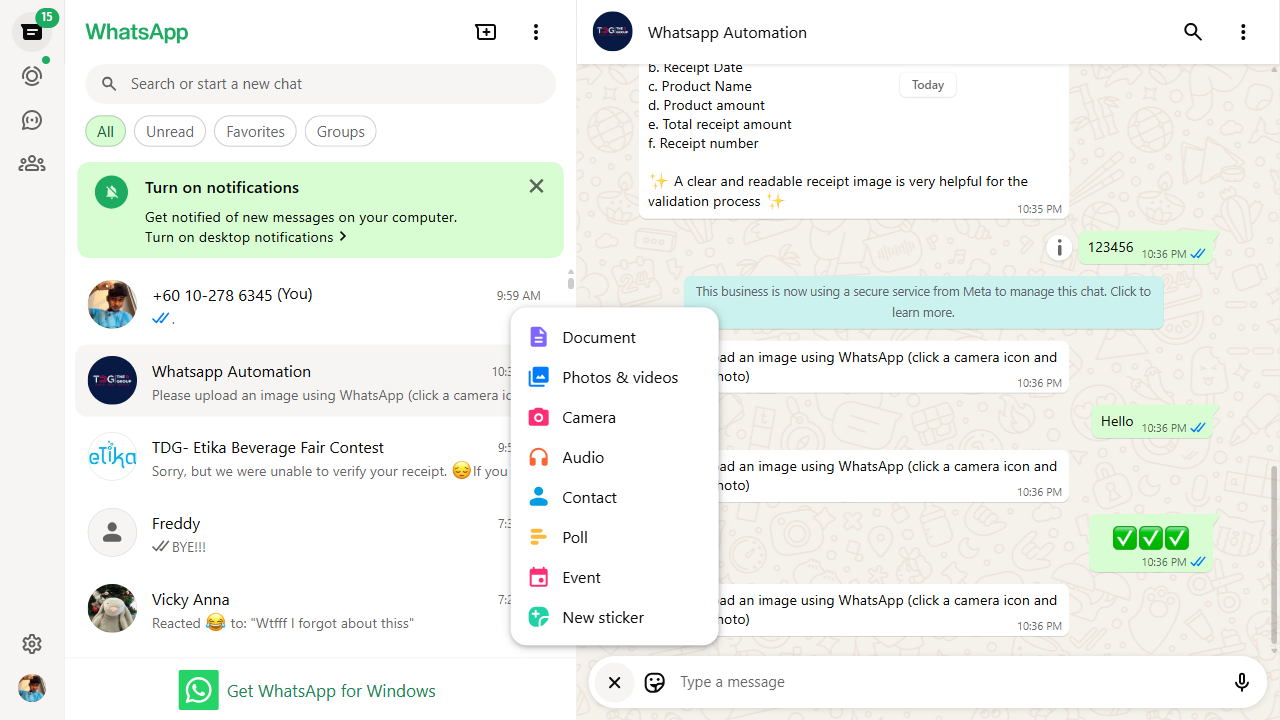 15
WhatsApp
Search or start a new chat
All
Unread
Favorites
Groups
Turn on notifications
Get notified of new messages on your computer.
Turn on desktop notifications
+60 10-278 6345 (You)
9:59 AM
.
Whatsapp Automation
10:3
Please upload an image using WhatsApp (click a camera ic
TDG- Etika Beverage Fair Contest
9:5
Sorry, but we were unable to verify your receipt. 😔If you
Freddy
7:3
BYE!!!
Vicky Anna
7:2
Reacted 😂 to: "Wtfff I forgot about thiss"
Get WhatsApp for Windows
Document
Photos & videos
Camera
Audio
Contact
Poll
Event
New sticker
Whatsapp Automation
Today
b. Receipt Date
c. Product Name
d. Product amount
e. Total receipt amount
f. Receipt number
✨ A clear and readable receipt image is very helpful for the
validation process ✨
10:35 PM
123456
10:36 PM
This business is now using a secure service from Meta to manage this chat. Click to
learn more.
ad an image using WhatsApp (click a camera icon and
hoto)
10:36 PM
Hello
10:36 PM
ad an image using WhatsApp (click a camera icon and
hoto)
10:36 PM
✅✅✅
10:36 PM
ad an image using WhatsApp (click a camera icon and
hoto)
10:36 PM
Type a message